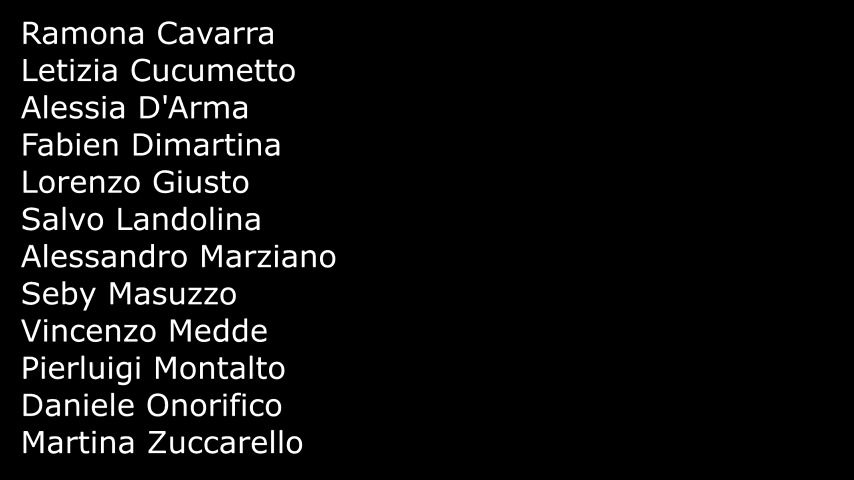 Ramona Cavarra
Letizia Cucumetto
Alessia D'Arma
Fabien Dimartina
Lorenzo Giusto
Salvo Landolina
Alessandro Marziano
Seby Masuzzo
Vincenzo Medde
Pierluigi Montalto
Daniele Onorifico
Martina Zuccarello